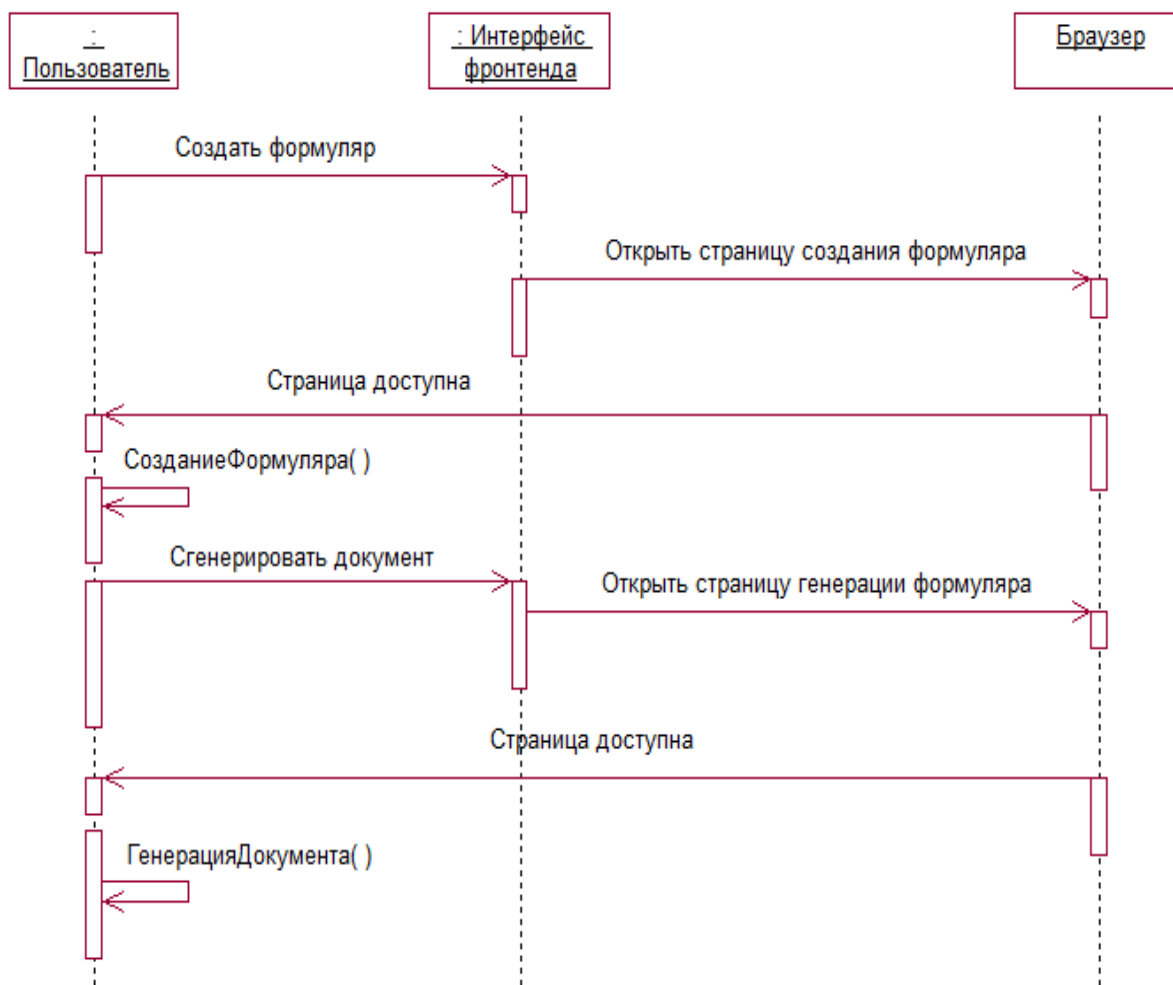 :
Пользователь
: Интерфейс
фронтенда
Браузер
Создать формуляр
Открыть страницу создания формуляра
Страница доступна
СозданиеФормуляра( )
Сгенерировать документ
Открыть страницу генерации формуляра
Страница доступна
ГенерацияДокумента( )